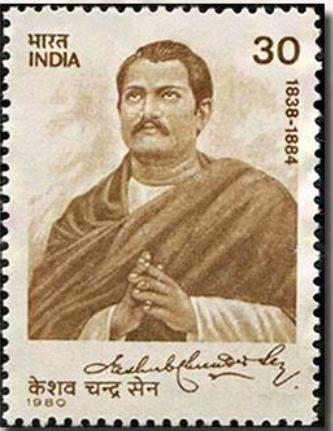 भारत
INDIA
30
1838-1884
Keshub Chunder Sen.
केशव चन्द्र सेन
1980